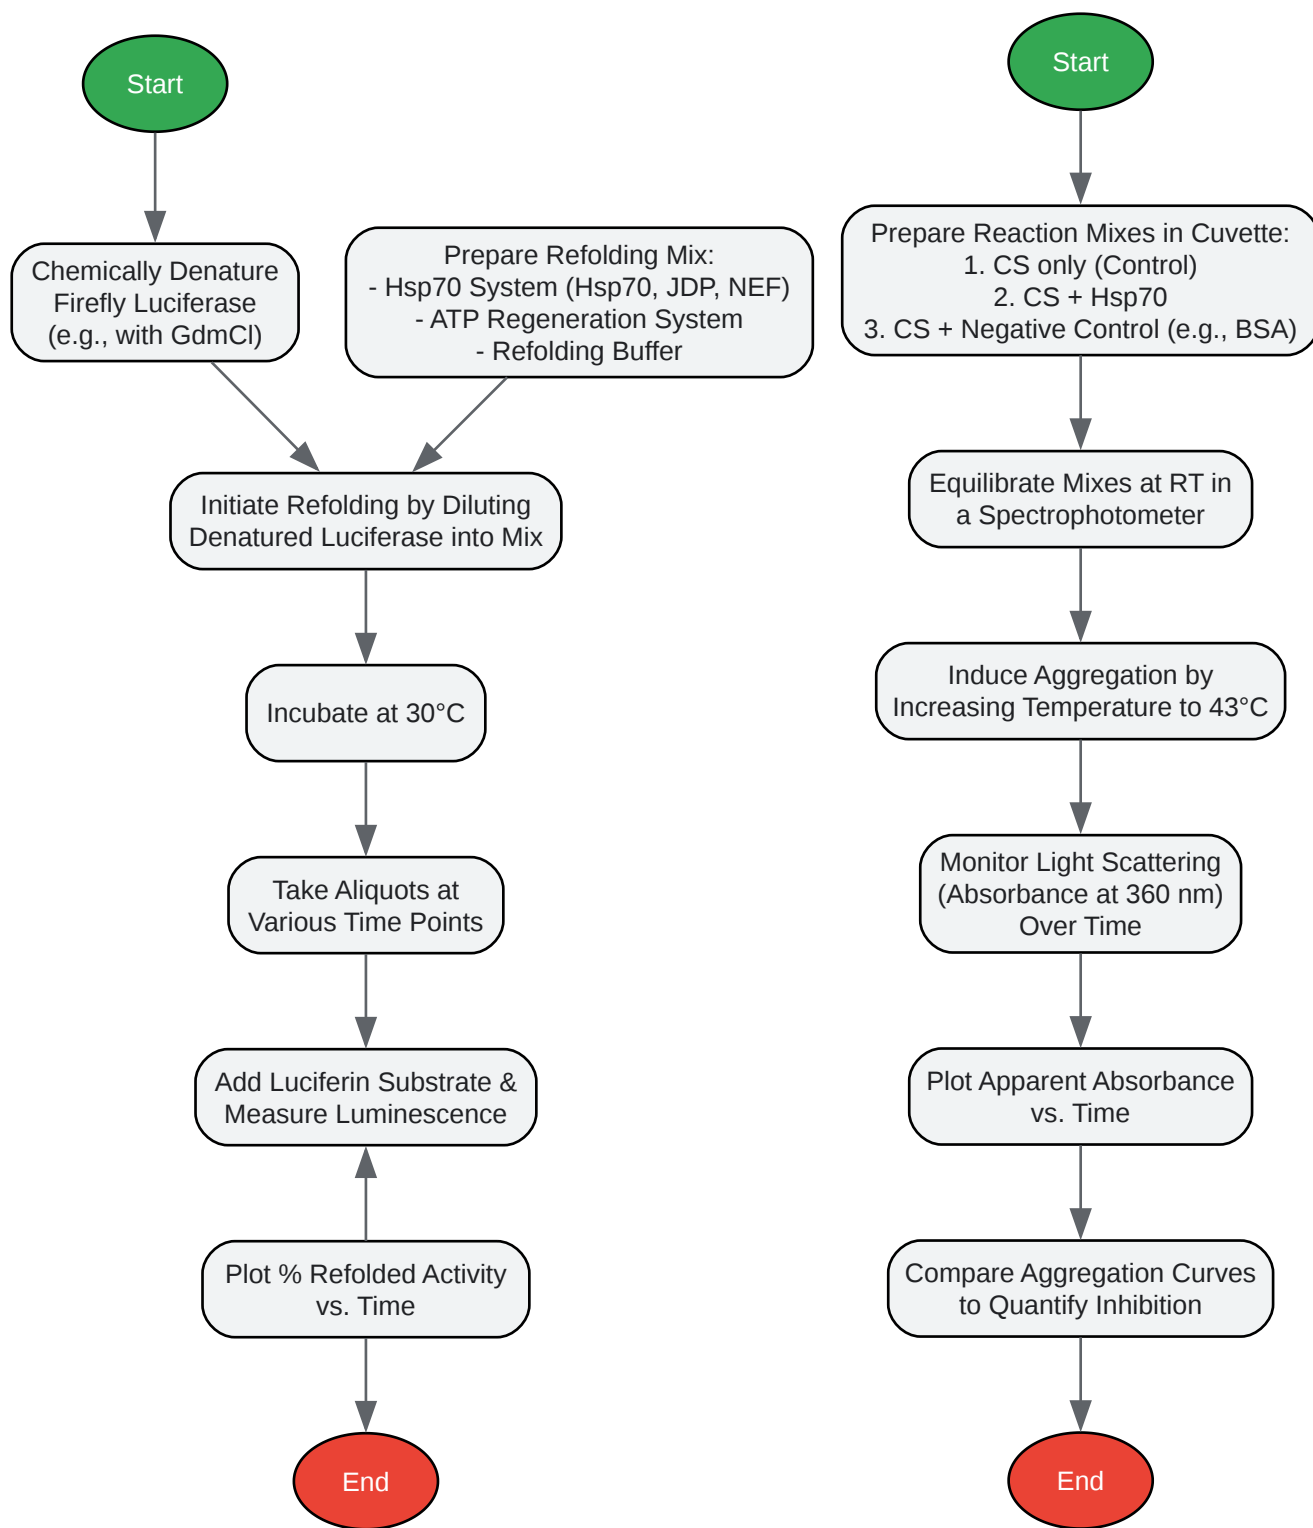 Start
Chemically Denature
Firefly Luciferase
(e.g., with GdmCl)
Prepare Refolding Mix:
- Hsp70 System (Hsp70, JDP, NEF)
- ATP Regeneration System
- Refolding Buffer
Initiate Refolding by Diluting
Denatured Luciferase into Mix
Incubate at 30°C
Take Aliquots at
Various Time Points
Add Luciferin Substrate &
Measure Luminescence
Plot % Refolded Activity
vs. Time
End
Start
Prepare Reaction Mixes in Cuvette:
1. CS only (Control)
2. CS + Hsp70
3. CS + Negative Control (e.g., BSA)
Equilibrate Mixes at RT in
a Spectrophotometer
Induce Aggregation by
Increasing Temperature to 43°C
Monitor Light Scattering
(Absorbance at 360 nm)
Over Time
Plot Apparent Absorbance
vs. Time
Compare Aggregation Curves
to Quantify Inhibition
End